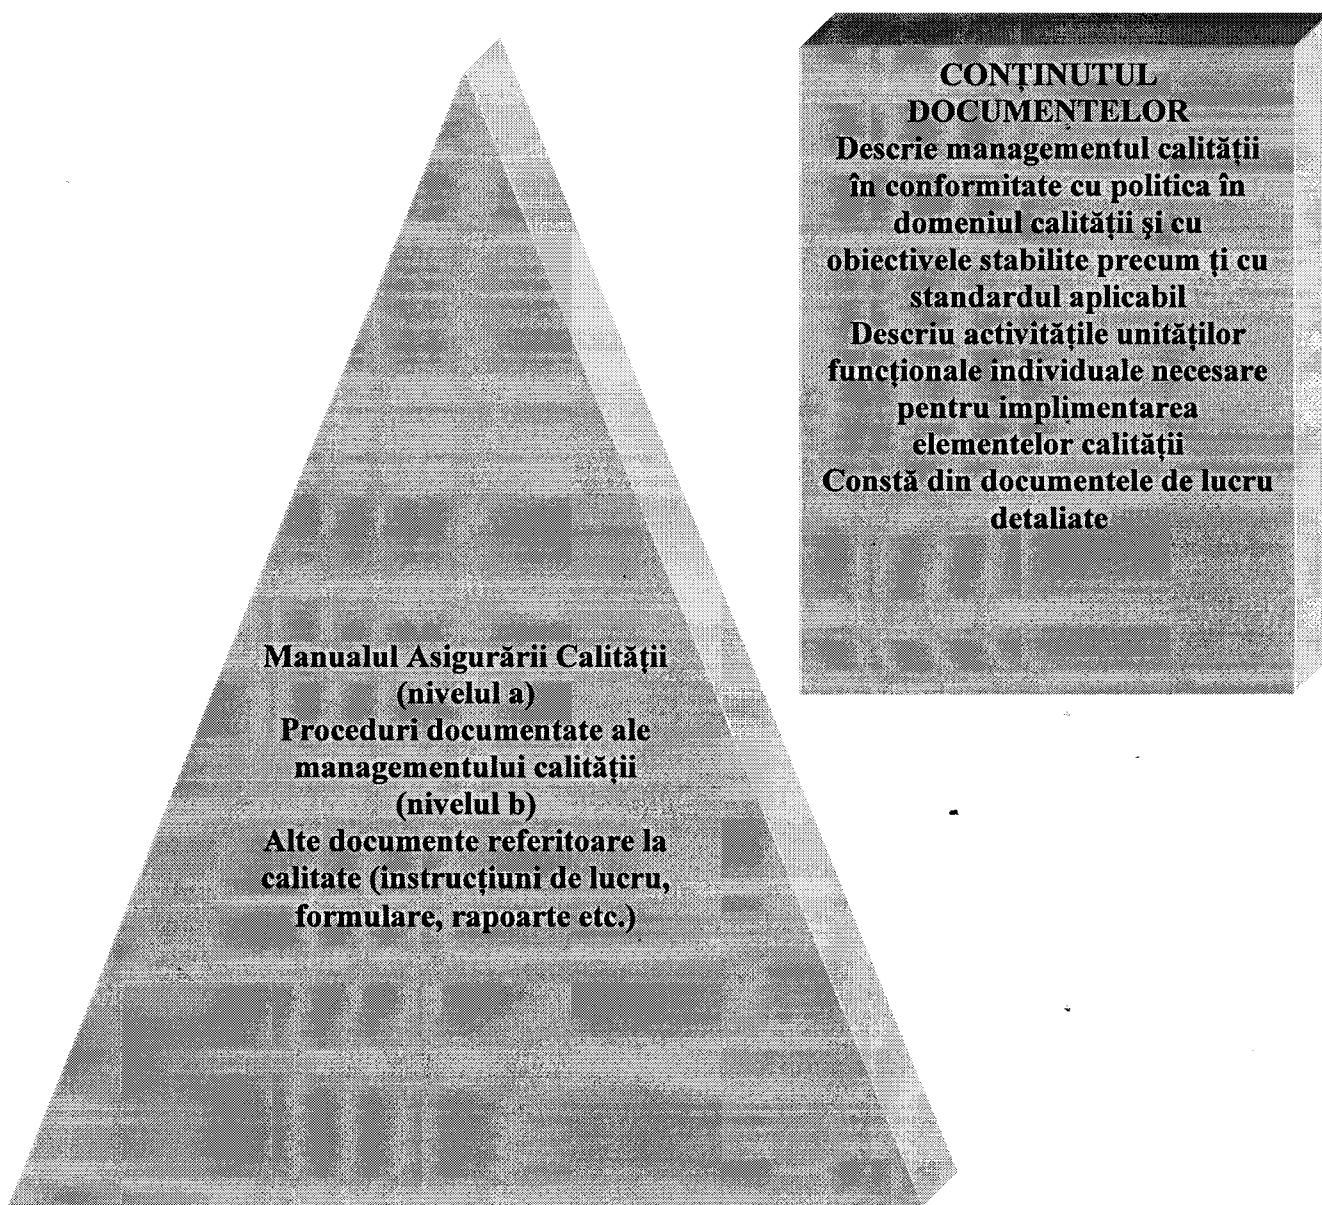 CONȚINUTUL
DOCUMENTELOR
Descrie managementul calității
în conformitate cu politica în
domeniul calității și cu
obiectivele stabilite precum ți cu
standardul aplicabil
Descriu activitățile unităților
funcționale individuale necesare
pentru implimentarea
elementelor calității
Constă din documentele de lucru
detaliate
Manualul Asigurării Calității
(nivelul a)
Proceduri documentate ale
managementului calității
(nivelul b)
Alte documente referitoare la
calitate (instrucțiuni de lucru,
formulare, rapoarte etc.)